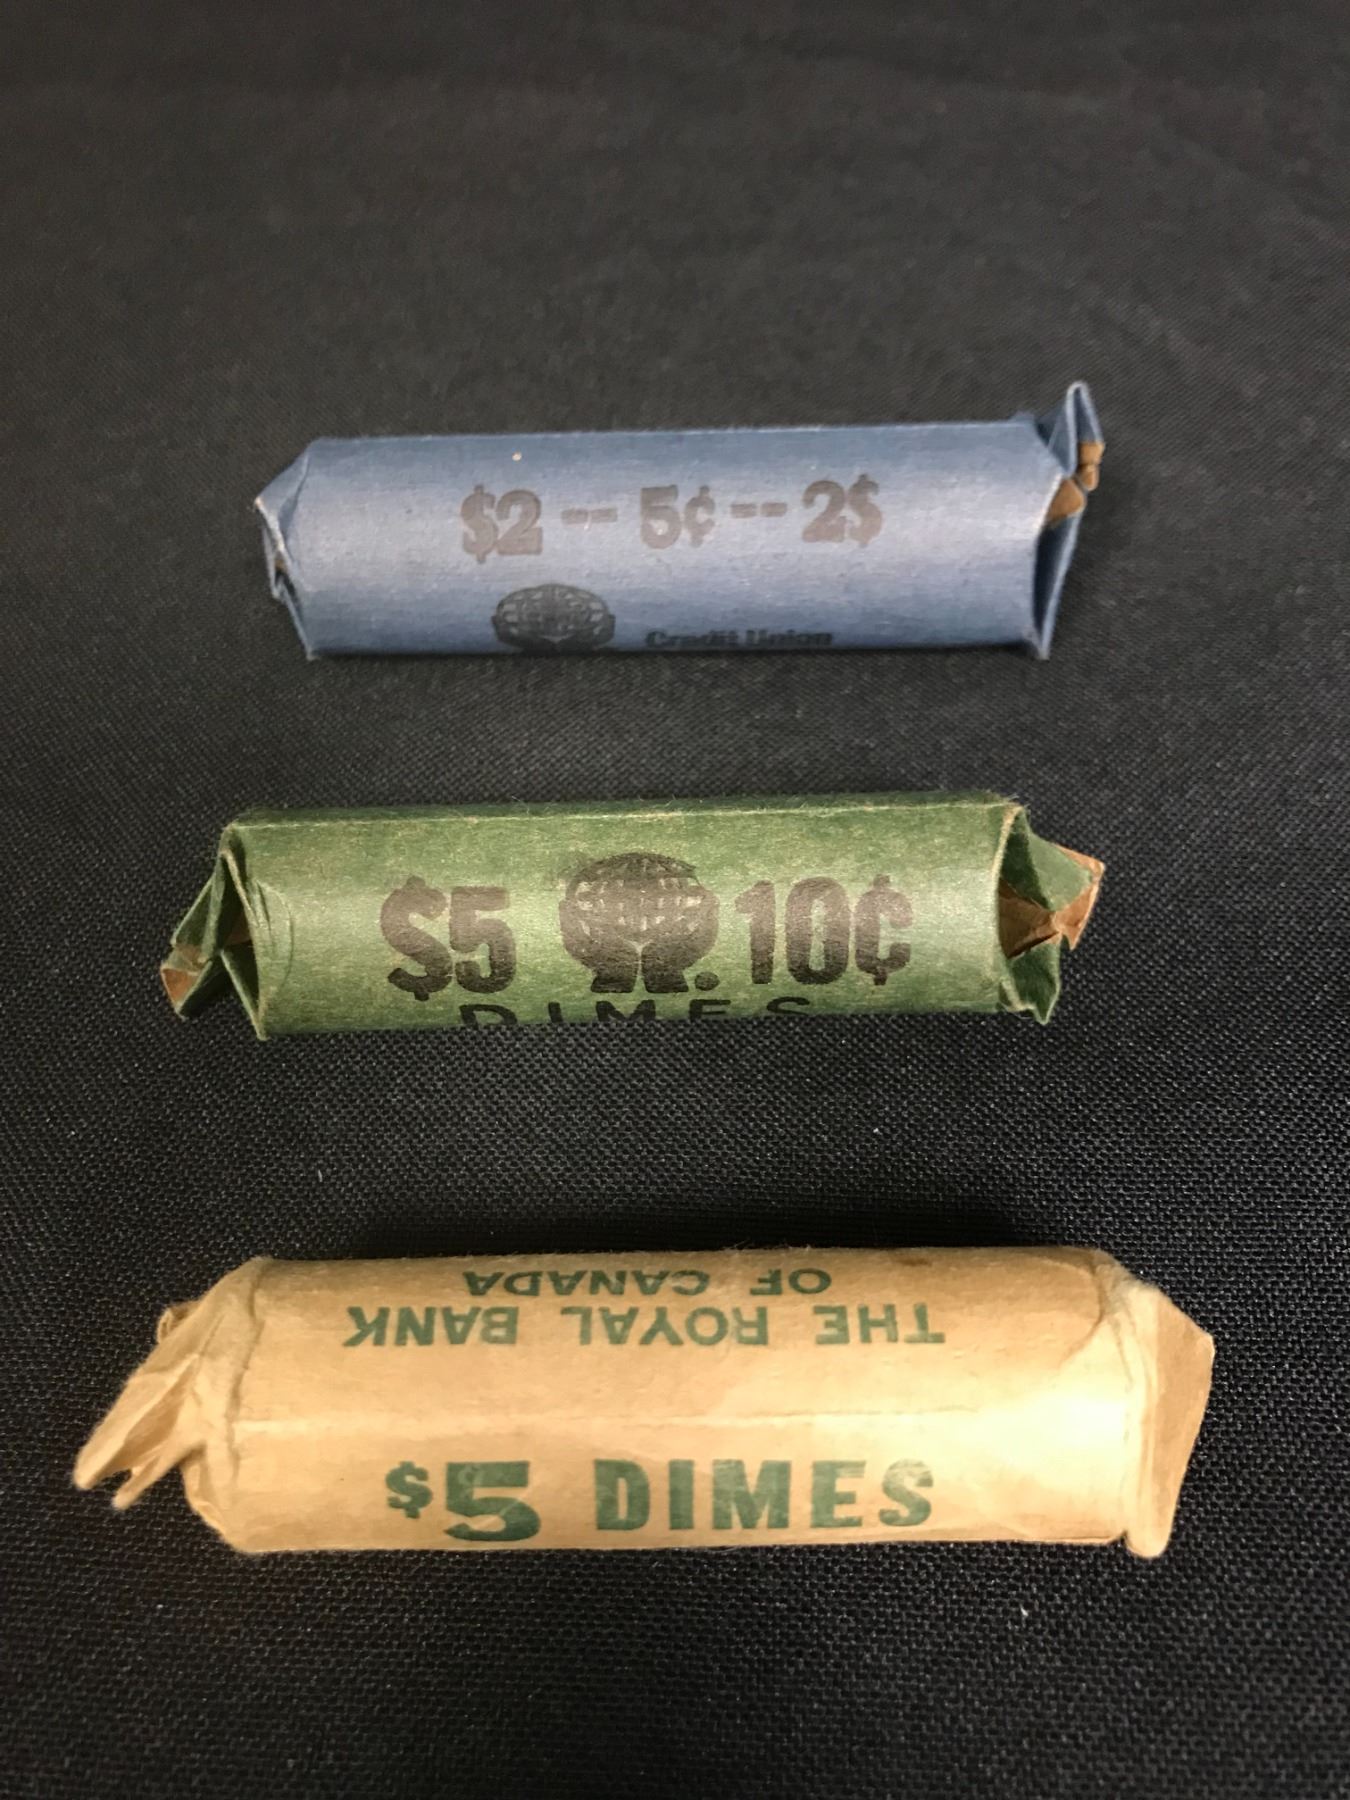 $2 -- 5¢ -- 2$
Credit Union
$5 10¢
DIMES
THE ROYAL BANK
OF CANADA
$5 DIMES